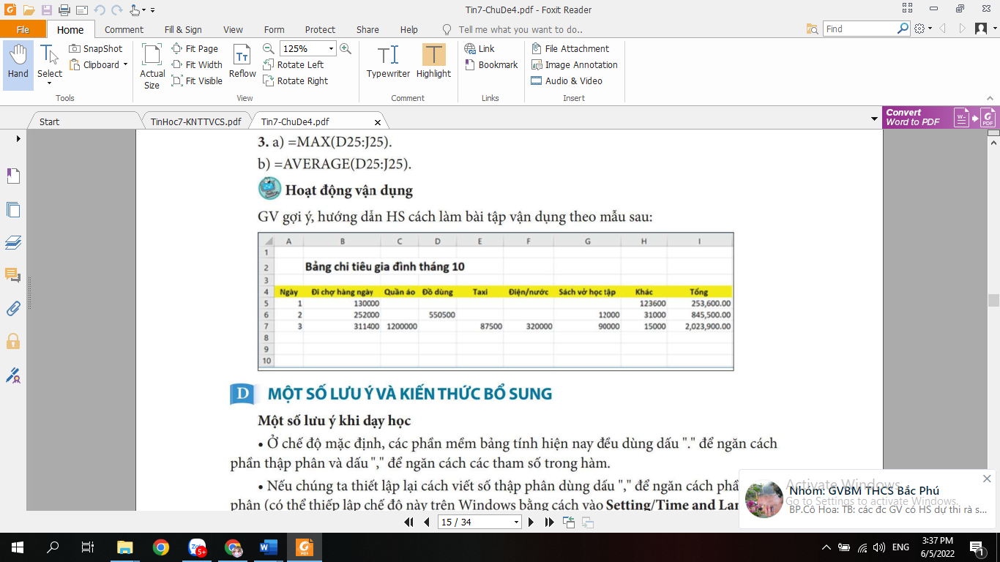 Tin7-ChuDe4.pdf - Foxit Reader
File Home Comment Fill & Sign View Form Protect Share Help Tell me what you want to do.. Find
Hand
Select
SnapShot
Clipboard
Tools
Actual Size
Fit Page
Fit Width
Fit Visible
Reflow
125%
Rotate Left
Rotate Right
View
Typewriter
Highlight
Comment
Link
Bookmark
Links
File Attachment
Image Annotation
Audio & Video
Insert
Start TinHoc7-KNTTVCS.pdf Tin7-ChuDe4.pdf
Convert
Word to PDF
3. a) =MAX(D25:J25).
b) =AVERAGE(D25:J25).
Hoạt động vận dụng
GV gợi ý, hướng dẫn HS cách làm bài tập vận dụng theo mẫu sau:
A B C D E F G H I
1
2 Bảng chi tiêu gia đình tháng 10
3
4 Ngày Đi chợ hàng ngày Quần áo Đồ dùng Taxi Điện/nước Sách vở học tập Khác Tổng
5 1 130000 123600 253,600.00
6 2 252000 550500 12000 31000 845,500.00
7 3 311400 1200000 87500 320000 90000 15000 2,023,900.00
8
9
10
D MỘT SỐ LƯU Ý VÀ KIẾN THỨC BỔ SUNG
Một số lưu ý khi dạy học
• Ở chế độ mặc định, các phần mềm bảng tính hiện nay đều dùng dấu "." để ngăn cách
phần thập phân và dấu "," để ngăn cách các tham số trong hàm.
• Nếu chúng ta thiết lập lại cách viết số thập phân dùng dấu "," để ngăn cách
phân (có thể thiếp lập chế độ này trên Windows bằng cách vào Setting/Time and
Activate Windows
Go to Settings to activate Windows.
Nhóm: GVBM THCS Bắc Phú
BP.Cô Hoa: TB: các đc GV có HS dự thi rà s...
15 / 34
Zalo
5+
ENG
3:37 PM
6/5/2022
1